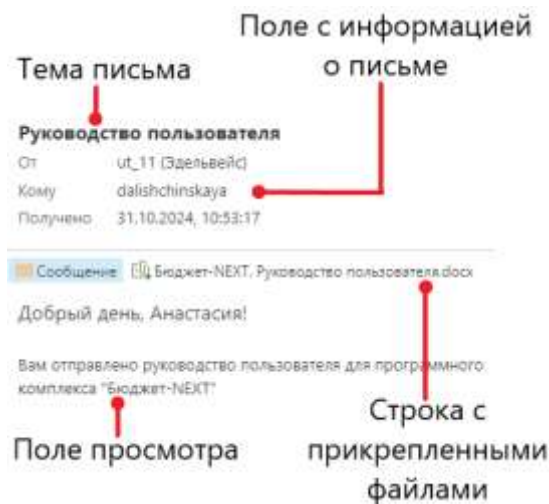 Поле с информацией
о письме
Тема письма
Руководство пользователя
От ut_11 (Эдельвейс)
Кому dalishchinskaya
Получено 31.10.2024, 10:53:17
Сообщение Бюджет-NEXT. Руководство пользователя.docx
Добрый день, Анастасия!
Вам отправлено руководство пользователя для программного
комплекса "Бюджет-NEXT"
Поле просмотра
Строка с
прикрепленными
файлами